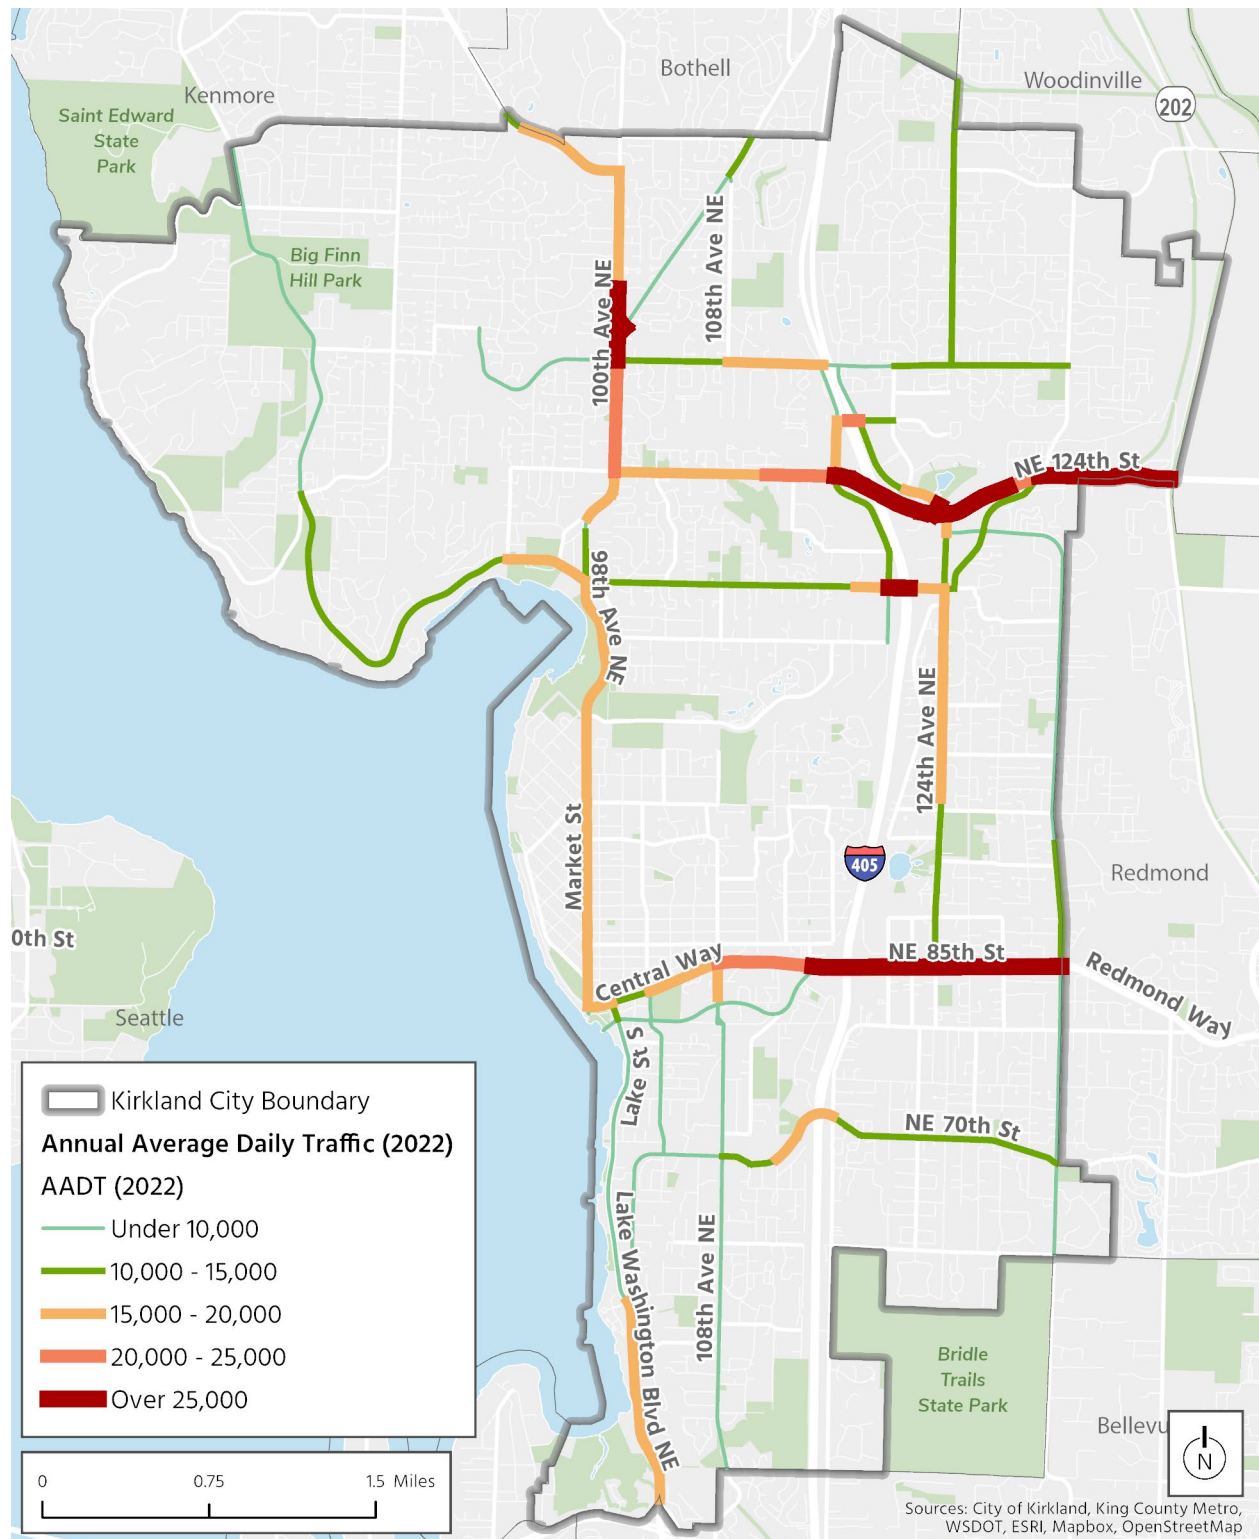 Bothell
Woodinville
Kenmore
202
Saint Edward
State
Park
Big Finn
Hill Park
108th Ave NE
100th Ave NE
NE 124th St
98th Ave NE
124th Ave NE
Market St
405
Redmond
0th St
Central Way
NE 85th St
Redmond Way
Seattle
Lake St S
NE 70th St
Lake Washington Blvd NE
108th Ave NE
Bridle
Trails
State Park
Bellevu
Kirkland City Boundary
Annual Average Daily Traffic (2022)
AADT (2022)
Under 10,000
10,000 - 15,000
15,000 - 20,000
20,000 - 25,000
Over 25,000
0 0.75 1.5 Miles
N
Sources: City of Kirkland, King County Metro,
WSDOT, ESRI, Mapbox, OpenStreetMap